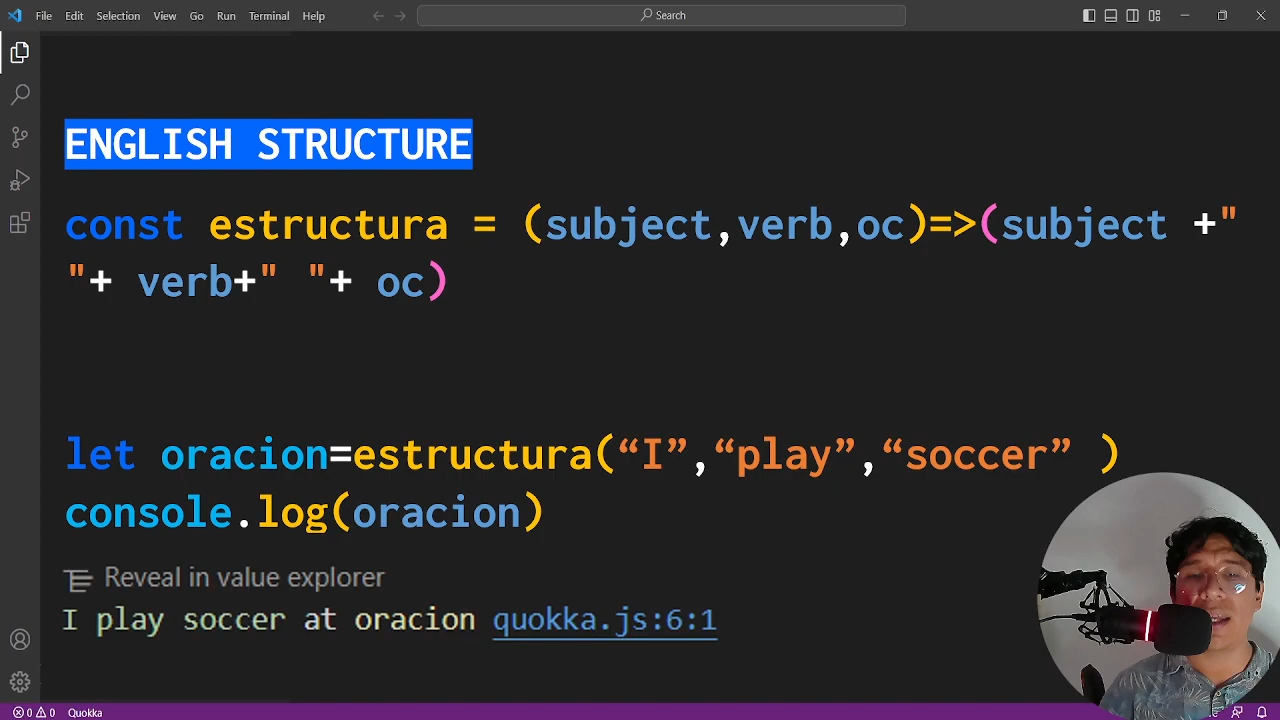 File Edit Selection View Go Run Terminal Help Search
ENGLISH STRUCTURE
const estructura = (subject,verb,oc)=>(subject +"
"+ verb+" "+ oc)
let oracion=estructura(“I”,“play”,“soccer” )
console.log(oracion)
Reveal in value explorer
I play soccer at oracion quokka.js:6:1
0 0 Quokka